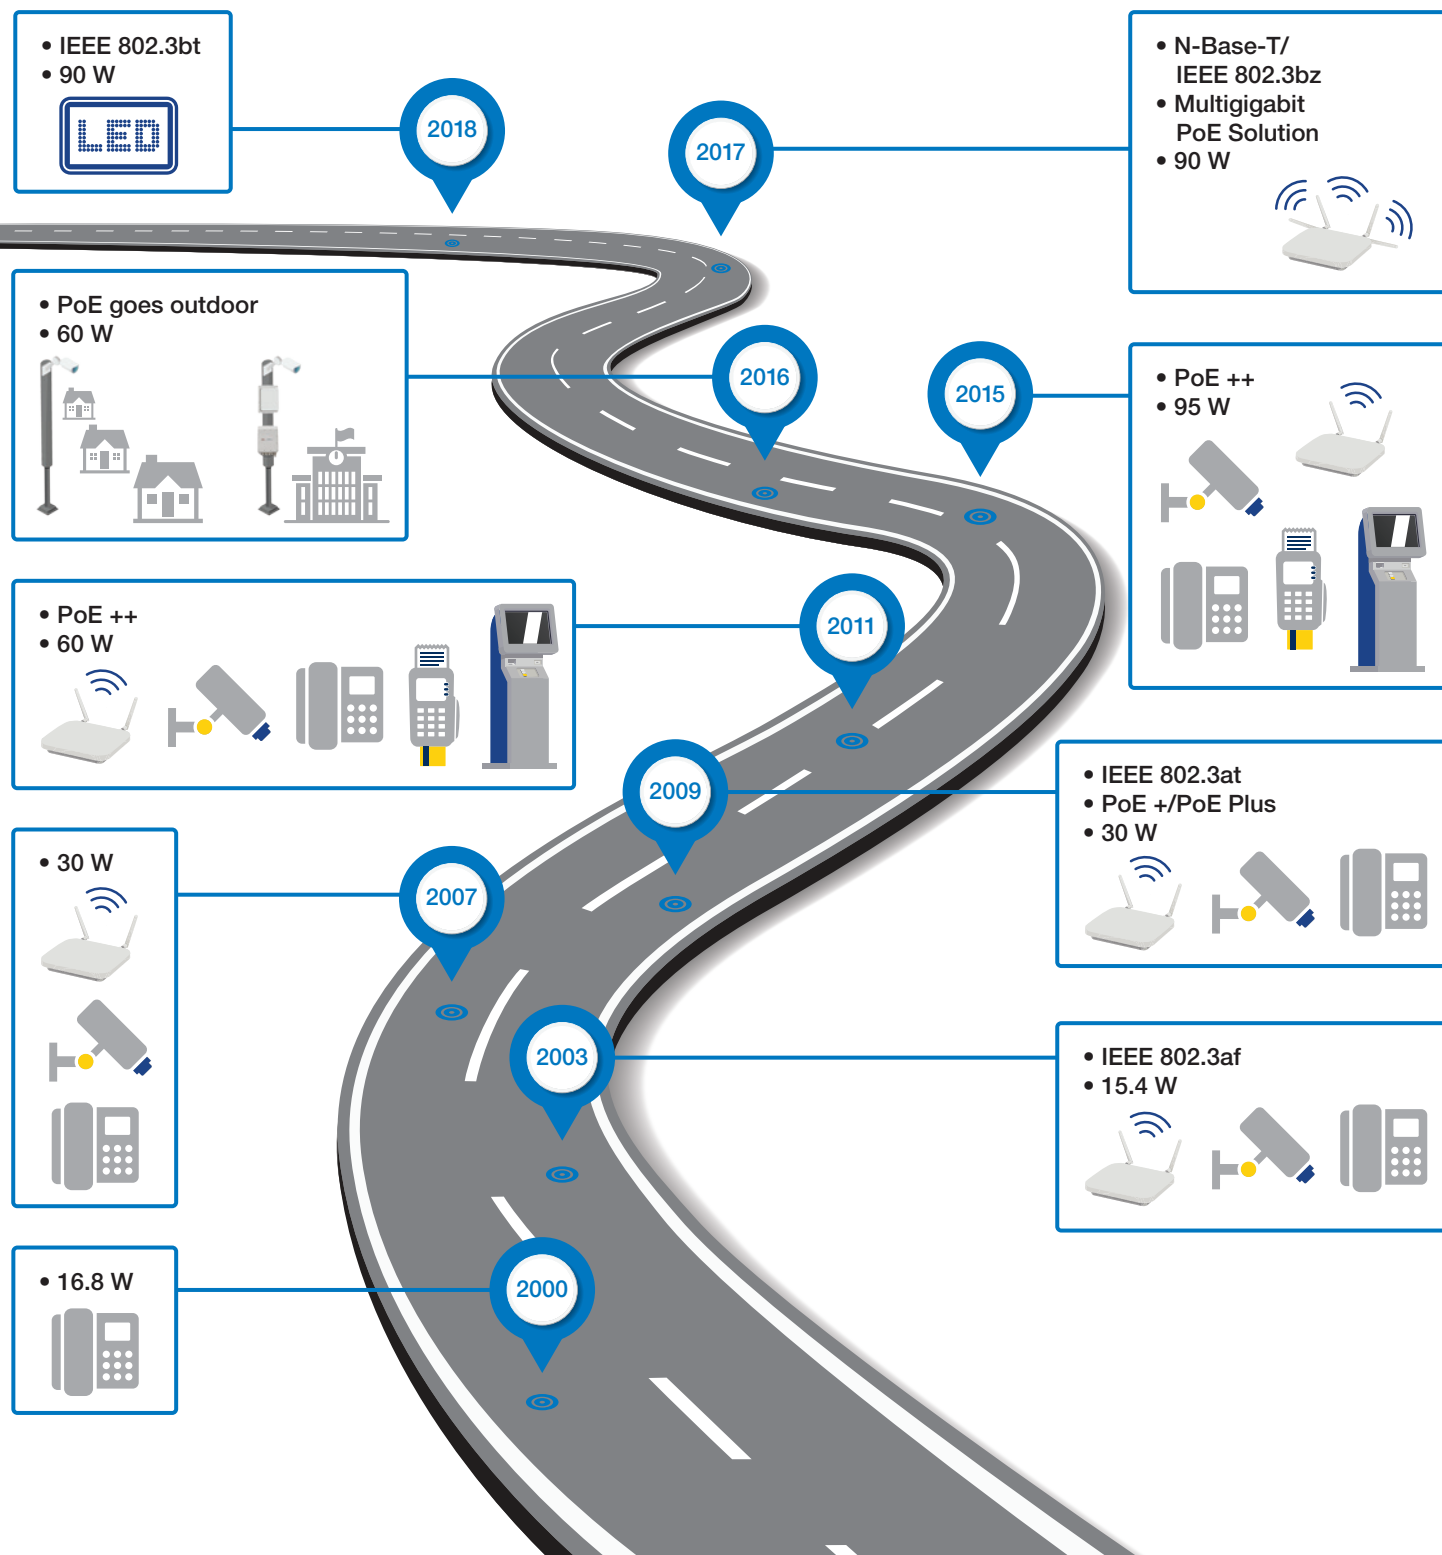 • IEEE 802.3bt
• 90 W
LED
2018
2017
• N-Base-T/
IEEE 802.3bz
• Multigigabit
PoE Solution
• 90 W
• PoE goes outdoor
• 60 W
2016
2015
• PoE ++
• 95 W
• PoE ++
• 60 W
2011
2009
• IEEE 802.3at
• PoE +/PoE Plus
• 30 W
• 30 W
2007
2003
• IEEE 802.3af
• 15.4 W
• 16.8 W
2000